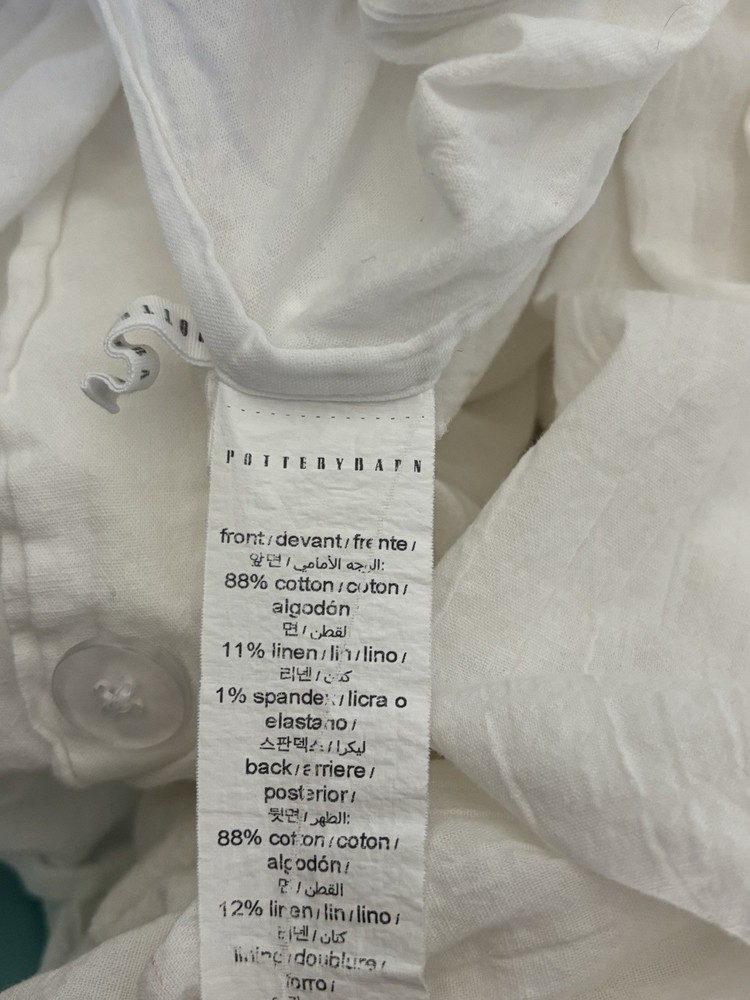 POTTERYBARN
front/devant/frente/
앞면/الوجه الأمامي:
88% cotton/coton/
algodón
면/لقطن
11% linen/lin/lino/
리넨/كتان
1% spandex/licra o
elastano/
스판덱스/ليكرا
back/arriere/
posterior/
뒷면/الظهر:
88% cotton/coton/
algodón/
면/القطن
12% linen/lin/lino/
리넨/كتان
lining/doublure/
forro/